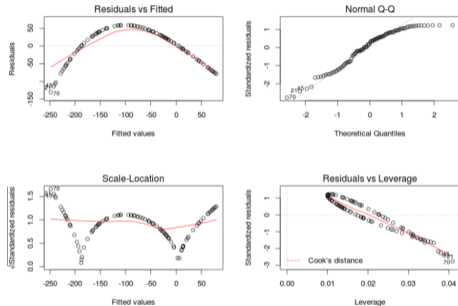 Residuals vs Fitted
Residuals
50
0
-150
-250 -200 -150 -100 -50 0 50
Fitted values
Normal Q-Q
Standardized residuals
1
0
-2
-2 -1 0 1 2
Theoretical Quantiles
Scale-Location
√|Standardized residuals|
1.5
1.0
0.5
0.0
-250 -200 -150 -100 -50 0 50
Fitted values
Residuals vs Leverage
Standardized residuals
1
0
-1
-2
-3
Cook's distance
0.00 0.01 0.02 0.03 0.04
Leverage